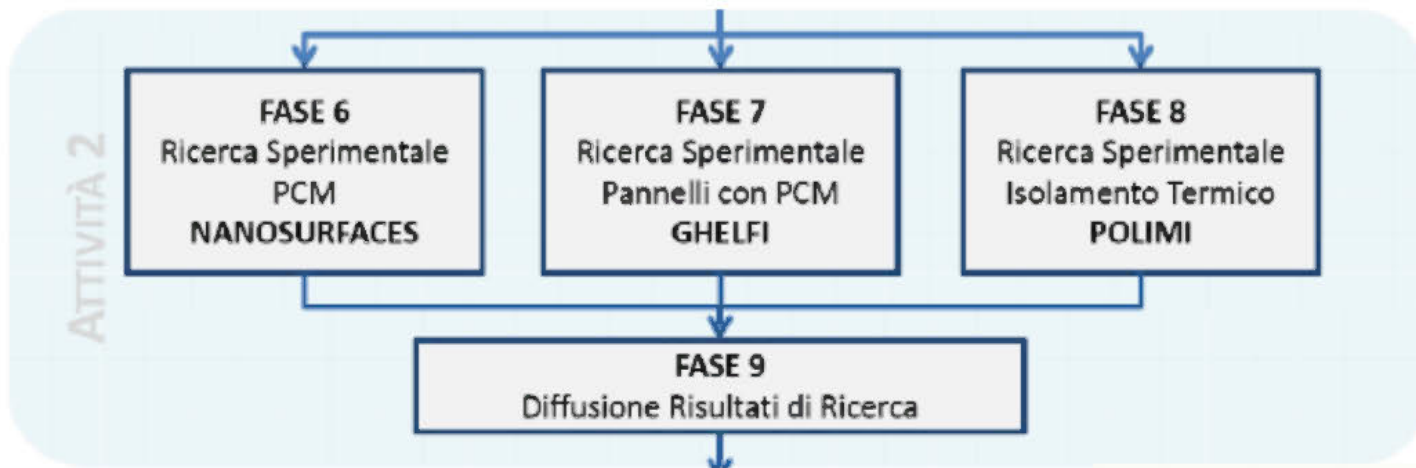 ATTIVITÀ 2
FASE 6
Ricerca Sperimentale
PCM
NANOSURFACES
FASE 7
Ricerca Sperimentale
Pannelli con PCM
GHELFI
FASE 8
Ricerca Sperimentale
Isolamento Termico
POLIMI
FASE 9
Diffusione Risultati di Ricerca